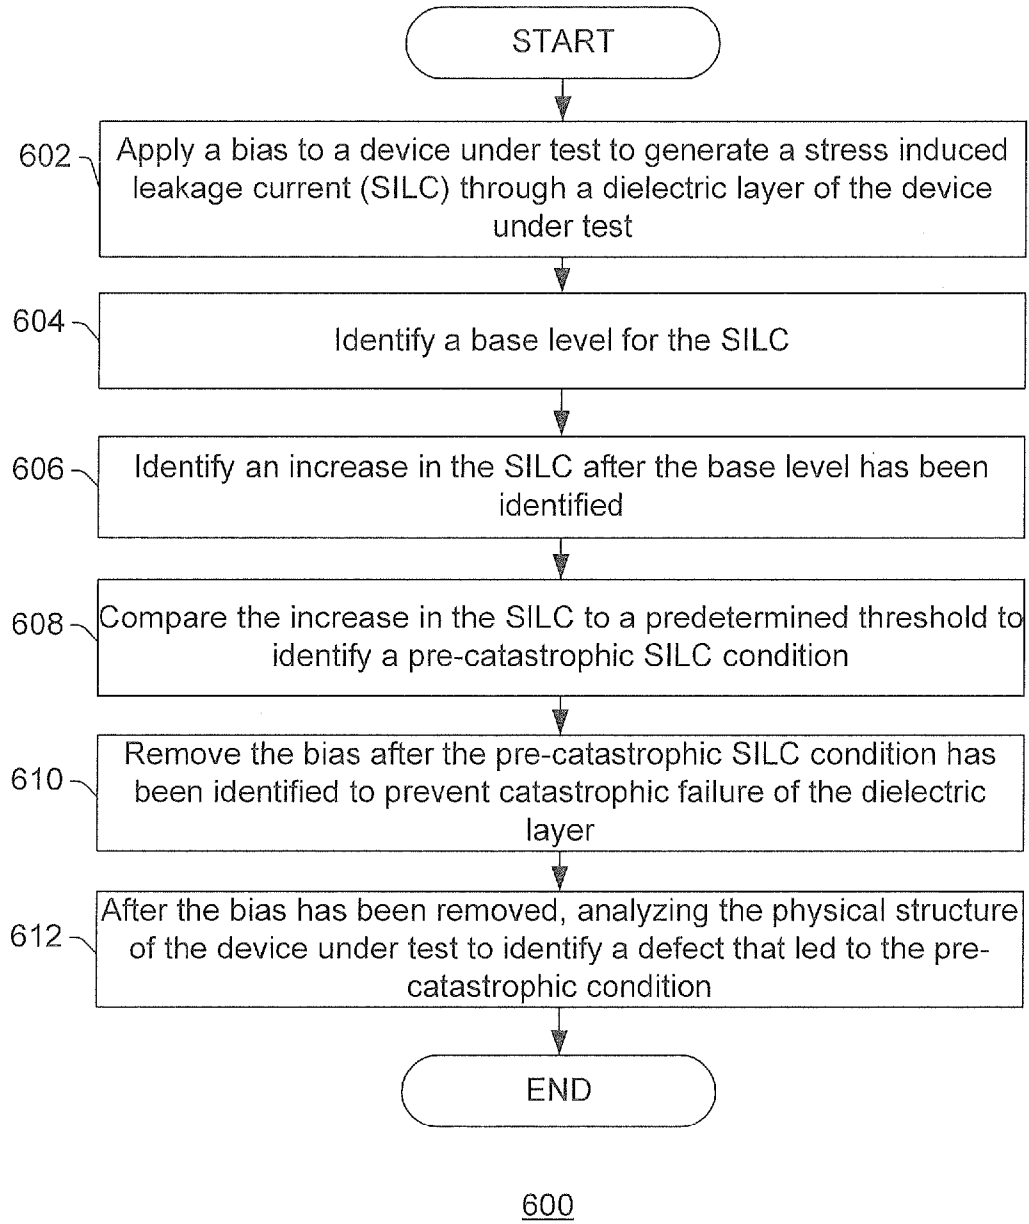 START
602
Apply a bias to a device under test to generate a stress induced
leakage current (SILC) through a dielectric layer of the device
under test
604
Identify a base level for the SILC
606
Identify an increase in the SILC after the base level has been
identified
608
Compare the increase in the SILC to a predetermined threshold to
identify a pre-catastrophic SILC condition
610
Remove the bias after the pre-catastrophic SILC condition has
been identified to prevent catastrophic failure of the dielectric
layer
612
After the bias has been removed, analyzing the physical structure
of the device under test to identify a defect that led to the pre-
catastrophic condition
END
600